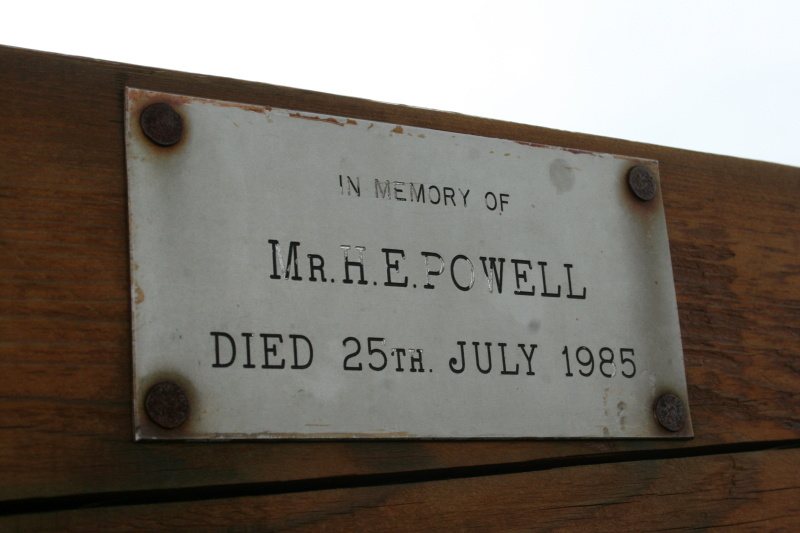 IN MEMORY OF
MR. H. E. POWELL
DIED 25TH. JULY 1985